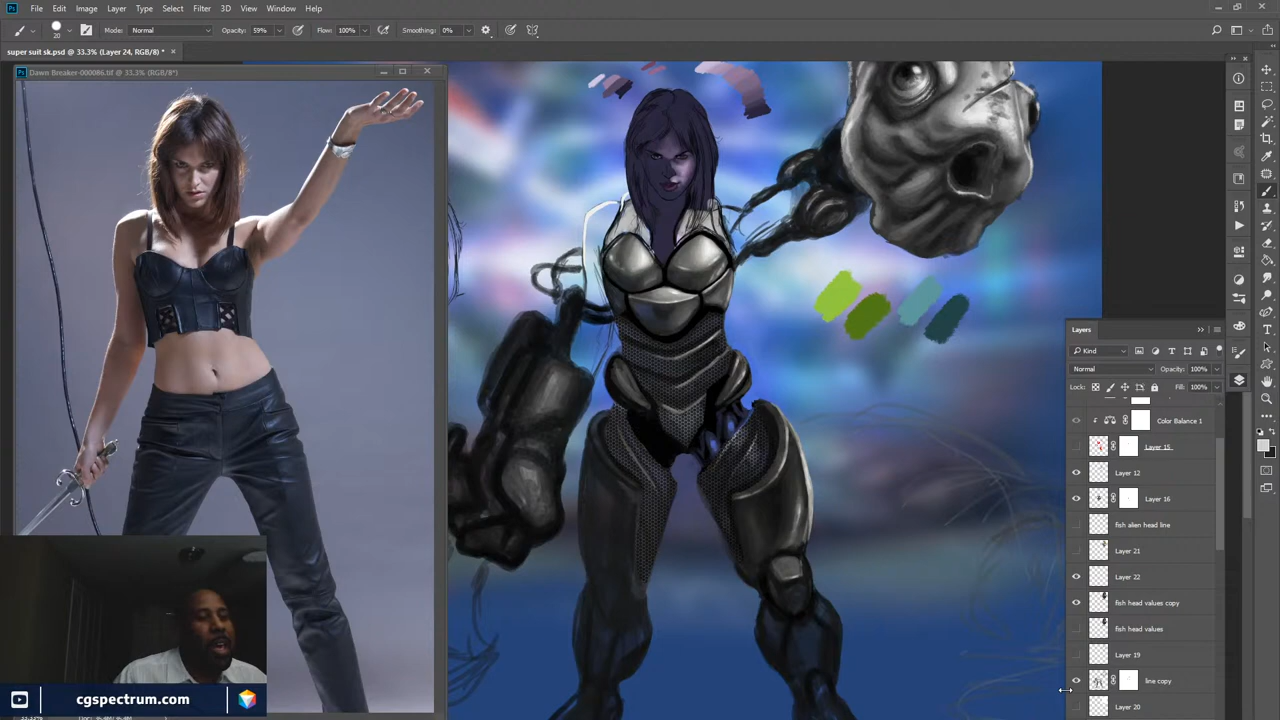 File Edit Image Layer Type Select Filter 3D View Window Help
20 Mode: Normal Opacity: 59% Flow: 100% Smoothing: 0%
super suit sk.psd @ 33.3% (Layer 24, RGB/8*) *
Dawn Breaker-000086.tif @ 33.3% (RGB/8*)
Layers
Kind
Normal Opacity: 100%
Lock: Fill: 100%
Color Balance 1
Layer 15
Layer 12
Layer 16
fish alien head line
Layer 21
Layer 22
fish head values copy
fish head values
Layer 19
line copy
Layer 20
cgspectrum.com